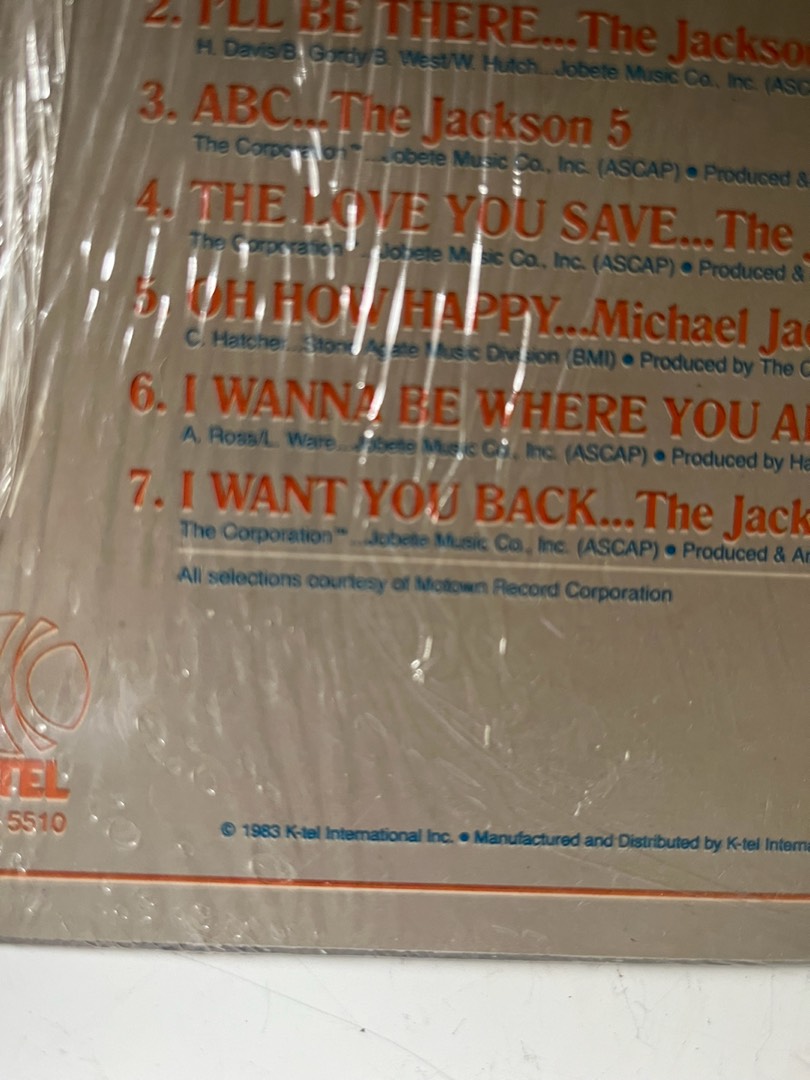 2. I'LL BE THERE...The Jackso
H. Davis/B. Gordy/B. West/W. Hutch...Jobete Music Co., Inc. (ASC
3. ABC...The Jackson 5
The Corporation™...Jobete Music Co., Inc. (ASCAP) • Produced &
4. THE LOVE YOU SAVE...The J
The Corporation™...Jobete Music Co., Inc. (ASCAP) • Produced &
5. OH HOW HAPPY...Michael Ja
C. Hatcher...Stone Agate Music Division (BMI) • Produced by The C
6. I WANNA BE WHERE YOU A
A. Ross/L. Ware...Jobete Music Co., Inc. (ASCAP) • Produced by Ha
7. I WANT YOU BACK...The Jack
The Corporation™...Jobete Music Co., Inc. (ASCAP) • Produced & Ar
All selections courtesy of Motown Record Corporation
TEL
5510
© 1983 K-tel International Inc. • Manufactured and Distributed by K-tel Interna